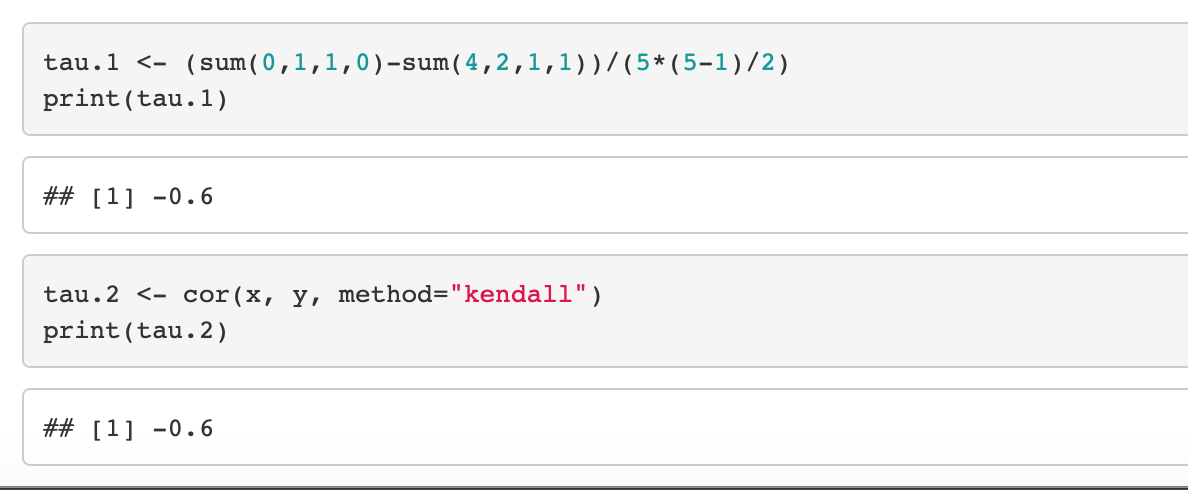 tau.1 <- (sum(0,1,1,0)-sum(4,2,1,1))/(5*(5-1)/2)
print(tau.1)
## [1] -0.6
tau.2 <- cor(x, y, method="kendall")
print(tau.2)
## [1] -0.6